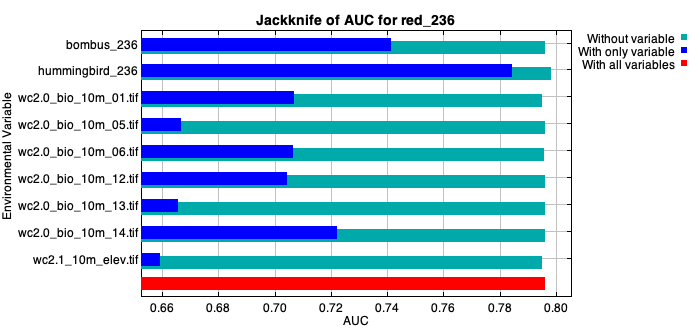 Jackknife of AUC for red_236
Without variable
With only variable
With all variables
Environmental Variable
bombus_236
hummingbird_236
wc2.0_bio_10m_01.tif
wc2.0_bio_10m_05.tif
wc2.0_bio_10m_06.tif
wc2.0_bio_10m_12.tif
wc2.0_bio_10m_13.tif
wc2.0_bio_10m_14.tif
wc2.1_10m_elev.tif
0.66 0.68 0.70 0.72 0.74 0.76 0.78 0.80
AUC